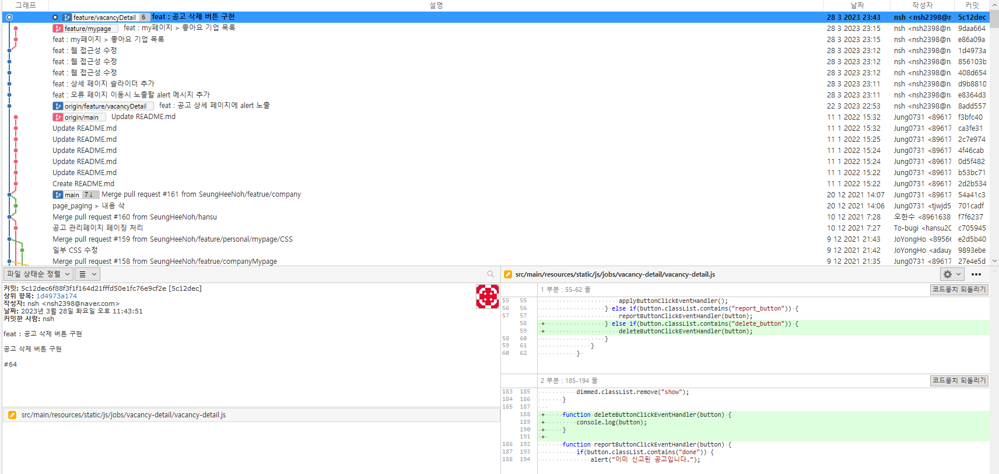 그래프 설명 날짜 작성자 커밋
feature/vacancyDetail 6 feat : 공고 삭제 버튼 구현 28 3 2023 23:43 nsh <nsh2398@n 5c12dec
feature/mypage feat : my페이지 > 좋아요 기업 목록 28 3 2023 23:15 nsh <nsh2398@n 9daa664
feat : my페이지 > 좋아요 기업 목록 28 3 2023 23:15 nsh <nsh2398@n e86a09a
feat : 웹 접근성 수정 28 3 2023 23:12 nsh <nsh2398@n 1d4973a
feat : 웹 접근성 수정 28 3 2023 23:12 nsh <nsh2398@n 856103b
feat : 웹 접근성 수정 28 3 2023 23:12 nsh <nsh2398@n 408d654
feat : 상세 페이지 슬라이더 추가 28 3 2023 23:11 nsh <nsh2398@n d9b8810
feat : 오류 페이지 이동시 노출할 alert 메시지 추가 28 3 2023 23:11 nsh <nsh2398@n e8364d3
origin/feature/vacancyDetail feat : 공고 상세 페이지에 alert 노출 22 3 2023 22:53 nsh <nsh2398@n 8add557
origin/main Update README.md 11 1 2022 15:32 Jung0731 <89617 f3bfc40
Update README.md 11 1 2022 15:32 Jung0731 <89617 ca3fe31
Update README.md 11 1 2022 15:25 Jung0731 <89617 2c7e974
Update README.md 11 1 2022 15:24 Jung0731 <89617 4f46cab
Update README.md 11 1 2022 15:24 Jung0731 <89617 0d5f482
Update README.md 11 1 2022 15:22 Jung0731 <89617 b53bc71
Create README.md 11 1 2022 15:22 Jung0731 <89617 2d2b534
main 7↓ Merge pull request #161 from SeungHeeNoh/featrue/company 20 12 2021 14:07 Jung0731 <89617 54a41c3
page_paging > 내용 삭 20 12 2021 14:06 Jung0731 <tjwjd5 701cadf
Merge pull request #160 from SeungHeeNoh/hansu 10 12 2021 7:28 오한수 <8961638 f7f6237
공고 관리페이지 페이징 처리 10 12 2021 7:27 To-bugi <hansu20 c705945
Merge pull request #159 from SeungHeeNoh/feature/personal/mypage/CSS 9 12 2021 21:43 JoYongHo <8956 e2d5b40
일부 CSS 수정 9 12 2021 21:42 JoYongHo <adauy 9893ebe
Merge pull request #158 from SeungHeeNoh/featrue/companyMypage 9 12 2021 21:35 Jung0731 <89617 27e4e5d
파일 상태순 정렬
커밋: 5c12dec6f88f3f1f164d21fffd50e1fc76e9cf2e [5c12dec]
상위 항목: 1d4973a174
작성자: nsh <nsh2398@naver.com>
날짜: 2023년 3월 28일 화요일 오후 11:43:51
커밋한 사람: nsh
feat : 공고 삭제 버튼 구현
공고 삭제 버튼 구현
#64
src/main/resources/static/js/jobs/vacancy-detail/vacancy-detail.js
src/main/resources/static/js/jobs/vacancy-detail/vacancy-detail.js
1 부분 : 55-62 줄 코드뭉치 되돌리기
55 55 applyButtonClickEventHandler();
56 56 } else if(button.classList.contains("report_button")) {
57 57 reportButtonClickEventHandler(button);
58 + } else if(button.classList.contains("delete_button")) {
59 + deleteButtonClickEventHandler(button);
58 60 }
59 61 }
60 62 }
2 부분 : 185-194 줄 코드뭉치 되돌리기
183 185 dimmed.classList.remove("show");
184 186 }
185 187
188 + function deleteButtonClickEventHandler(button) {
189 + console.log(button);
190 + }
191 +
186 192 function reportButtonClickEventHandler(button) {
187 193 if(button.classList.contains("done")) {
188 194 alert("이미 신고된 공고입니다.");